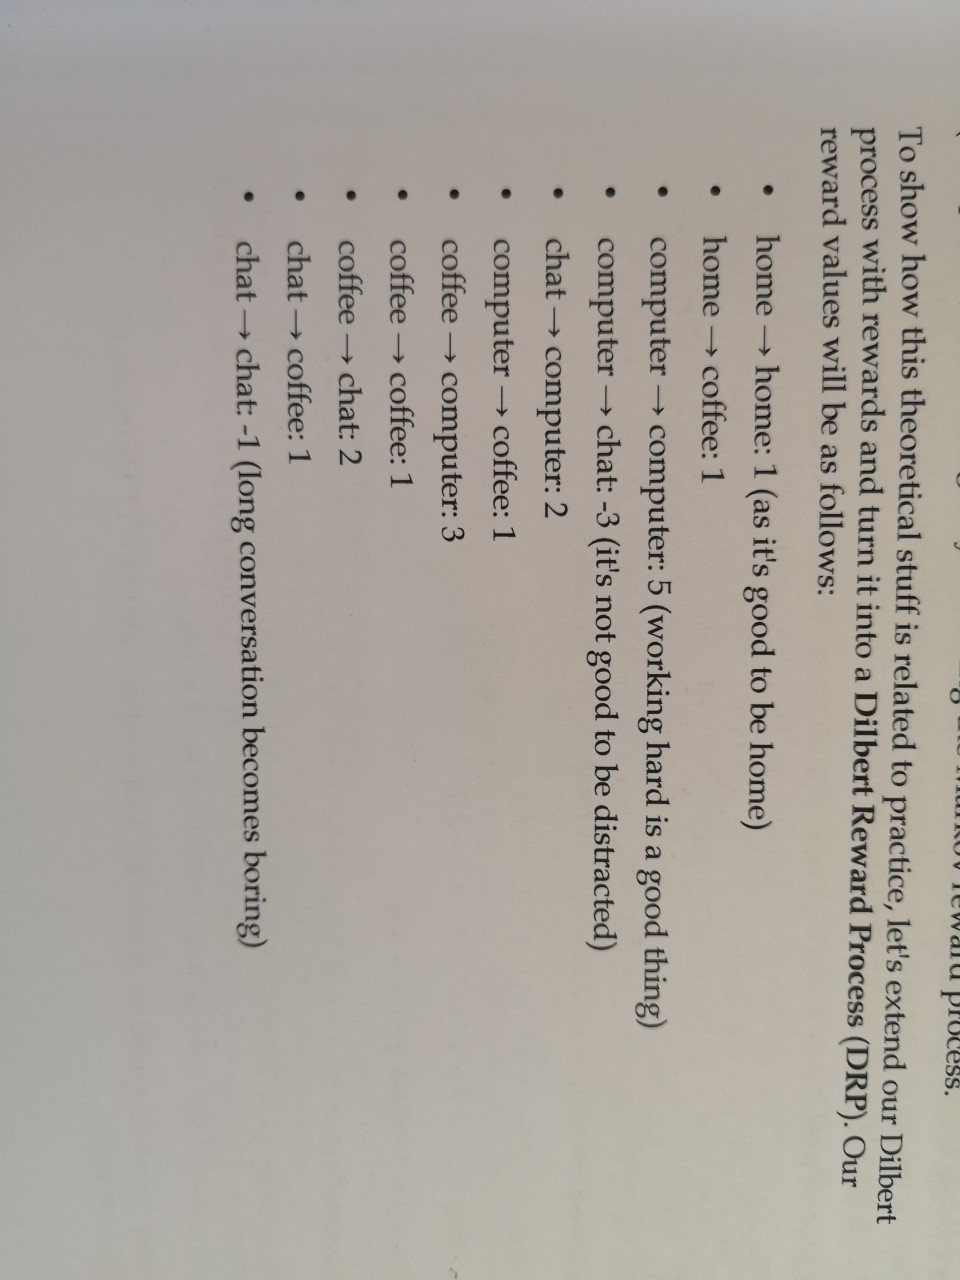 the Markov reward process.
To show how this theoretical stuff is related to practice, let's extend our Dilbert
process with rewards and turn it into a Dilbert Reward Process (DRP). Our
reward values will be as follows:
• home → home: 1 (as it's good to be home)
• home → coffee: 1
• computer → computer: 5 (working hard is a good thing)
• computer → chat: -3 (it's not good to be distracted)
• chat → computer: 2
• computer → coffee: 1
• coffee → computer: 3
• coffee → coffee: 1
• coffee → chat: 2
• chat → coffee: 1
• chat → chat: -1 (long conversation becomes boring)